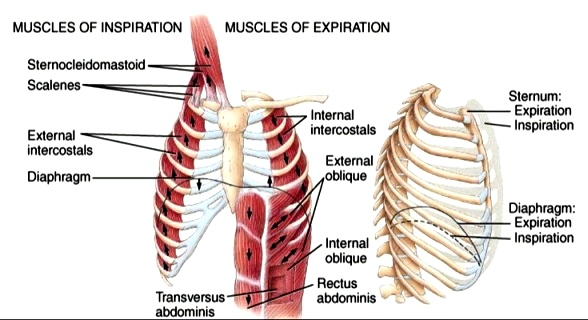 MUSCLES OF INSPIRATION
MUSCLES OF EXPIRATION
Sternocleidomastoid
Scalenes
External
intercostals
Diaphragm
Internal
intercostals
External
oblique
Internal
oblique
Rectus
abdominis
Transversus
abdominis
Sternum:
Expiration
Inspiration
Diaphragm:
Expiration
Inspiration